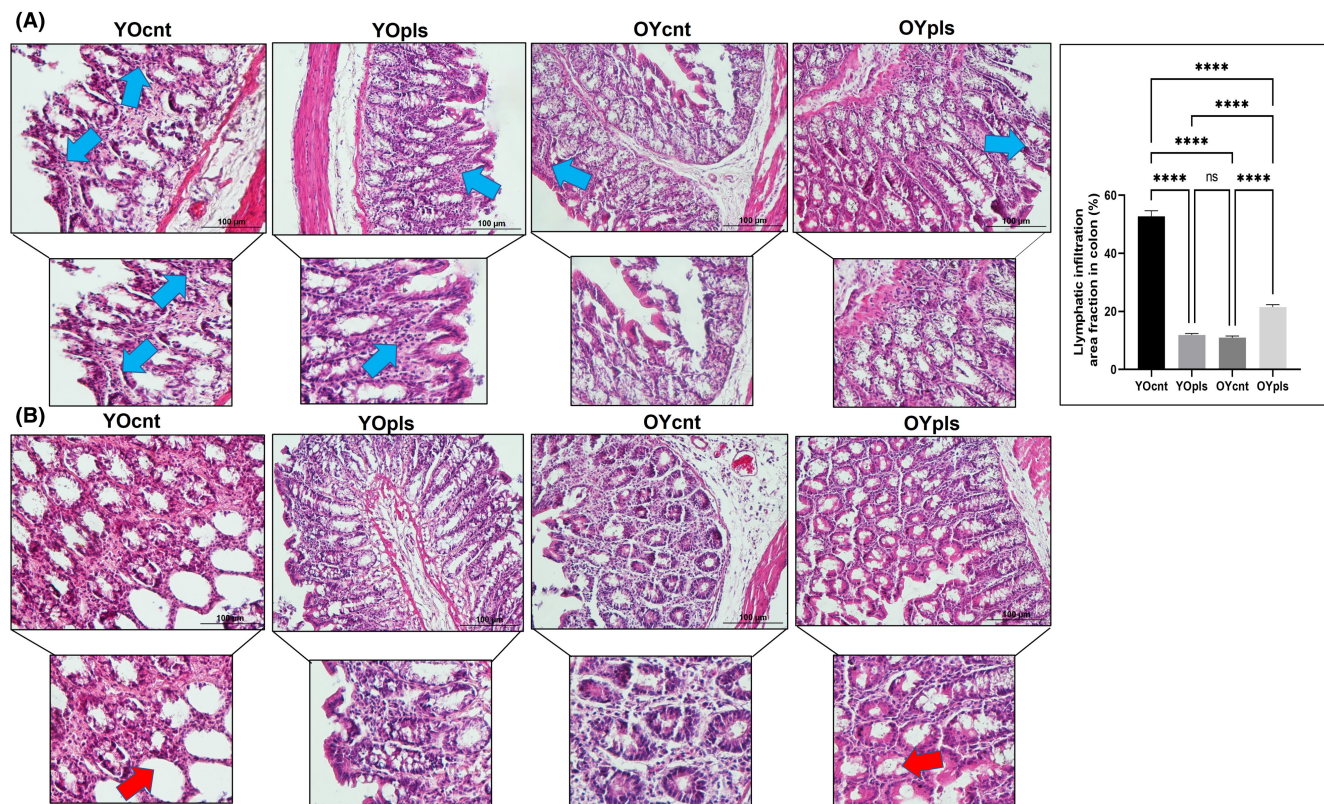 (A)
YOcnt YOpls OYcnt OYpls
100 µm 100 µm 100 µm 100 µm
****
****
****
**** ns ****
Llymphatic infiltration
area fraction in colon (%)
60
40
20
0
YOcnt YOpls OYcnt OYpls
(B)
YOcnt YOpls OYcnt OYpls
100 µm 100 µm 100 µm 100 µm